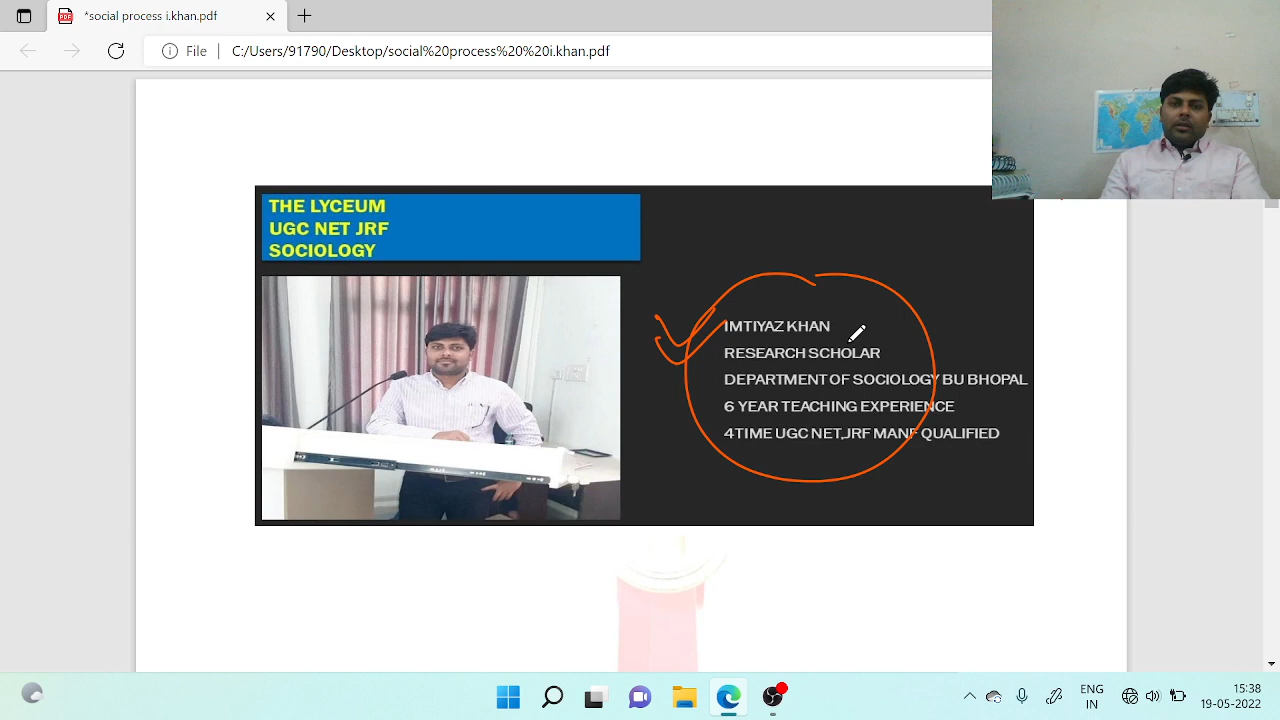 *social process i.khan.pdf
File
C:/Users/91790/Desktop/social%20process%20%20i.khan.pdf
THE LYCEUM
UGC NET JRF
SOCIOLOGY
IMTIYAZ KHAN
RESEARCH SCHOLAR
DEPARTMENT OF SOCIOLOGY BU BHOPAL
6 YEAR TEACHING EXPERIENCE
4TIME UGC NET,JRF MANF QUALIFIED
ENG
IN
15:38
19-05-2022